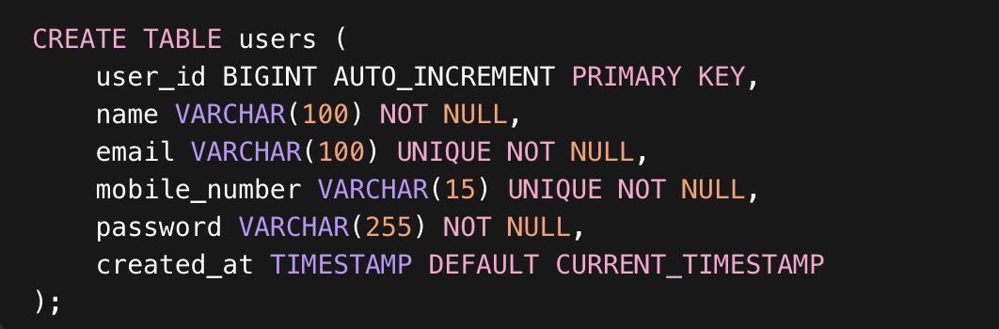 CREATE TABLE users (
    user_id BIGINT AUTO_INCREMENT PRIMARY KEY,
    name VARCHAR(100) NOT NULL,
    email VARCHAR(100) UNIQUE NOT NULL,
    mobile_number VARCHAR(15) UNIQUE NOT NULL,
    password VARCHAR(255) NOT NULL,
    created_at TIMESTAMP DEFAULT CURRENT_TIMESTAMP
);